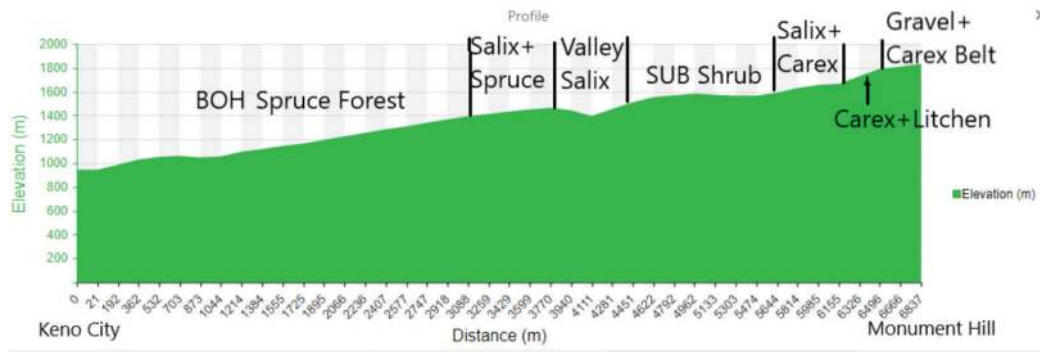 Profile
2000
1800
1600
1400
1200
1000
800
600
400
200
Elevation (m)
BOH Spruce Forest
Salix+
Spruce
Valley
Salix
SUB Shrub
Salix+
Carex
Gravel+
Carex Belt
Carex+Litchen
Elevation (m)
0 21 192 362 532 703 873 1044 1214 1384 1555 1725 1895 2066 2236 2407 2577 2747 2918 3088 3259 3429 3599 3770 3940 4111 4281 4451 4622 4792 4962 5133 5303 5474 5644 5814 5985 6155 6326 6496 6666 6837
Keno City
Distance (m)
Monument Hill